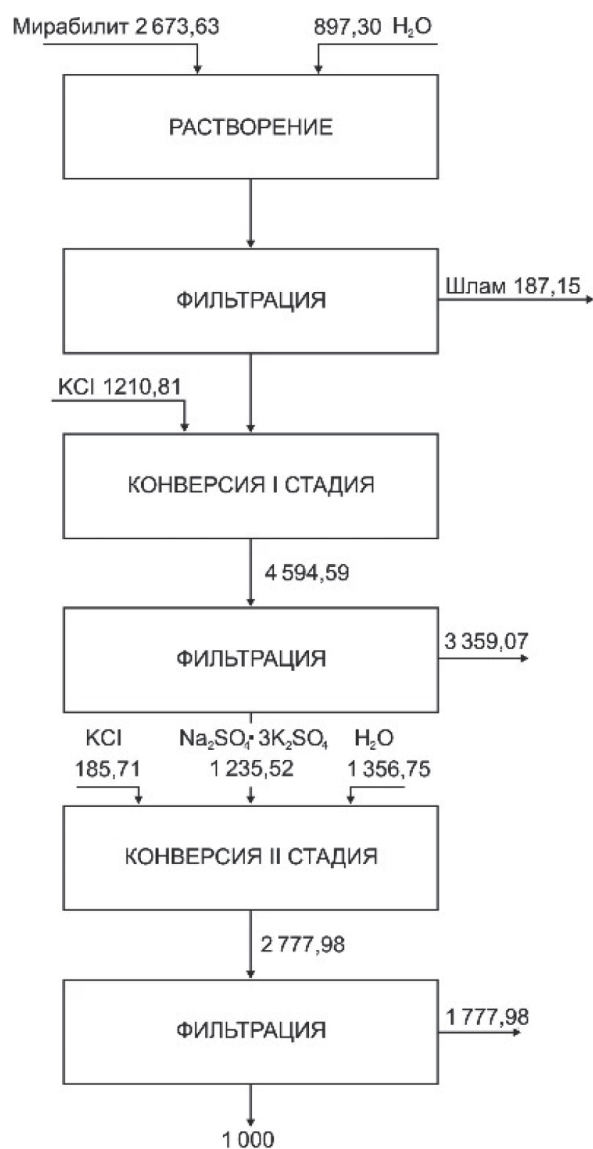 Мирабилит 2 673,63
897,30 H₂O
РАСТВОРЕНИЕ
ФИЛЬТРАЦИЯ
Шлам 187,15
KCl 1210,81
КОНВЕРСИЯ I СТАДИЯ
4 594,59
ФИЛЬТРАЦИЯ
3 359,07
KCl
185,71
Na₂SO₄· 3K₂SO₄
1 235,52
H₂O
1 356,75
КОНВЕРСИЯ II СТАДИЯ
2 777,98
ФИЛЬТРАЦИЯ
1 777,98
1 000